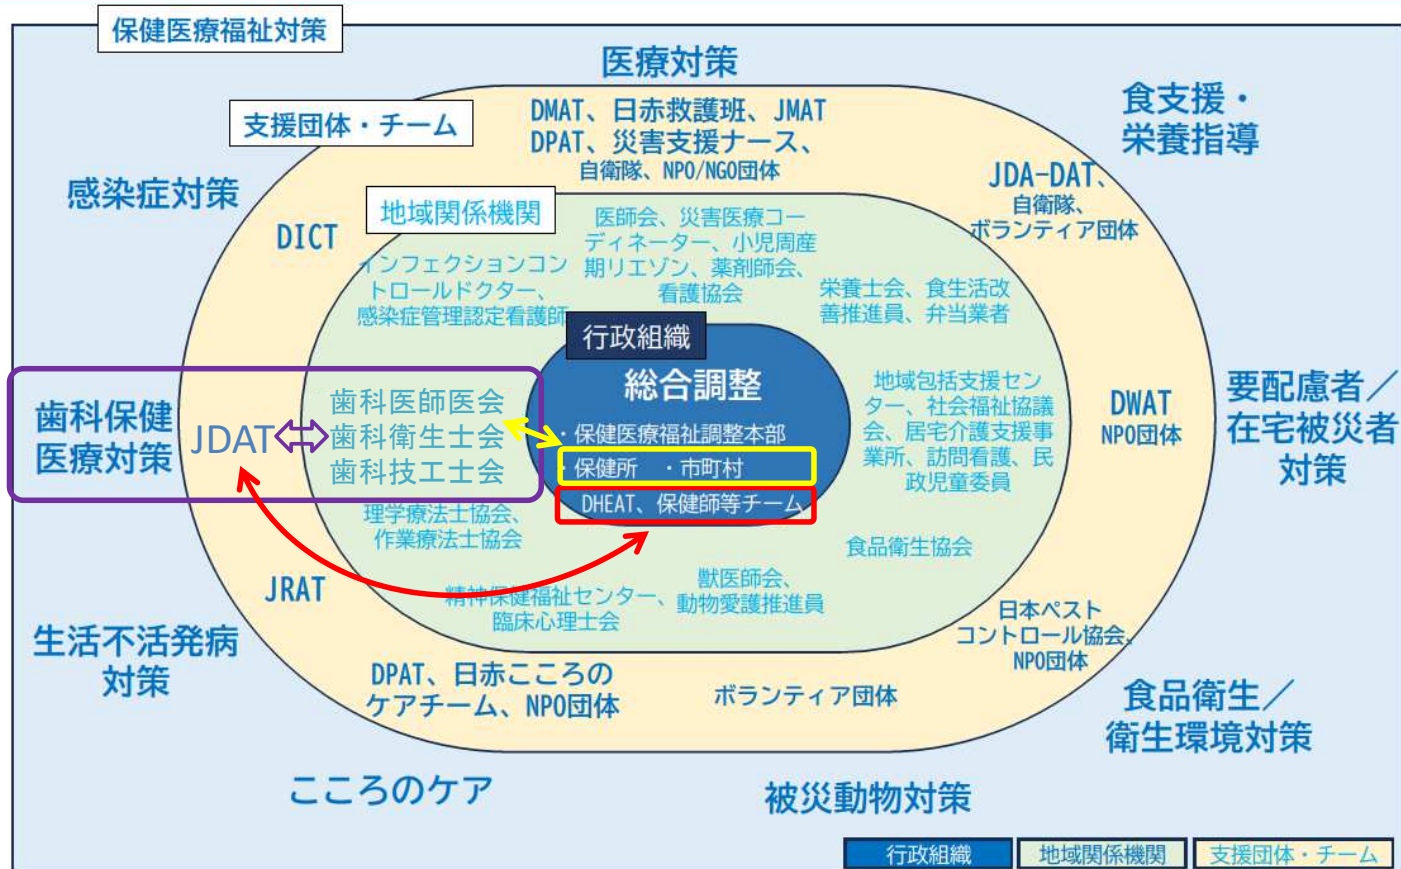 保健医療福祉対策
医療対策
食支援・
栄養指導
支援団体・チーム
DMAT、日赤救護班、JMAT
DPAT、災害支援ナース、
自衛隊、NPO/NGO団体
感染症対策
JDA-DAT、
自衛隊、
ボランティア団体
DICT
地域関係機関
医師会、災害医療コー
ディネーター、小児周産
期リエゾン、薬剤師会、
看護協会
インフェクションコン
トロールドクター、
感染症管理認定看護師
栄養士会、食生活改
善推進員、弁当業者
行政組織
総合調整
・保健医療福祉調整本部
・保健所　・市町村
DHEAT、保健師等チーム
歯科保健
医療対策
JDAT
歯科医師医会
歯科衛生士会
歯科技工士会
地域包括支援セン
ター、社会福祉協議
会、居宅介護支援事
業所、訪問看護、民
政児童委員
DWAT
NPO団体
要配慮者／
在宅被災者
対策
理学療法士協会、
作業療法士協会
食品衛生協会
JRAT
精神保健福祉センター、
臨床心理士会
獣医師会、
動物愛護推進員
日本ペスト
コントロール協会、
NPO団体
生活不活発病
対策
DPAT、日赤こころの
ケアチーム、NPO団体
ボランティア団体
食品衛生／
衛生環境対策
こころのケア
被災動物対策
行政組織
地域関係機関
支援団体・チーム